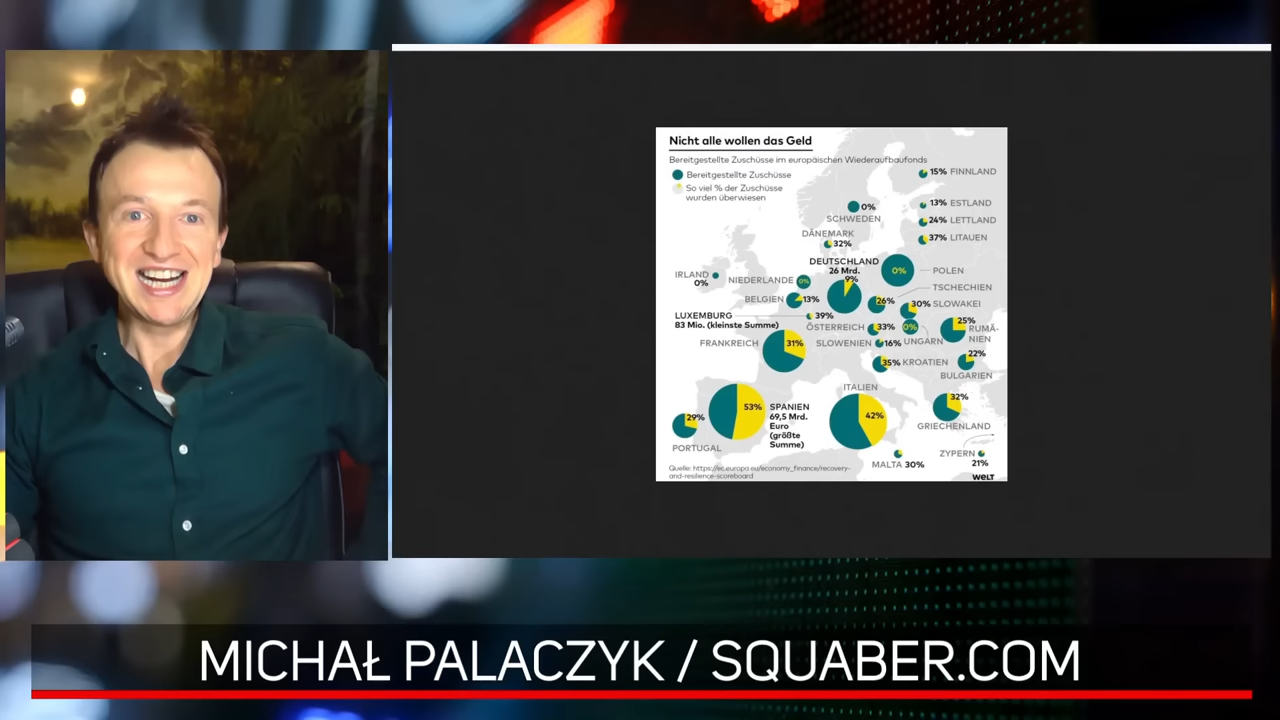 Nicht alle wollen das Geld
Bereitgestellte Zuschüsse im europäischen Wiederaufbaufonds
Bereitgestellte Zuschüsse
So viel % der Zuschüsse
wurden überwiesen
15% FINNLAND
13% ESTLAND
24% LETTLAND
37% LITAUEN
0%
SCHWEDEN
DÄNEMARK
32%
DEUTSCHLAND
26 Mrd.
9%
0% POLEN
TSCHECHIEN
26%
30% SLOWAKEI
IRLAND
0%
NIEDERLANDE 0%
BELGIEN 13%
LUXEMBURG 39%
83 Mio. (kleinste Summe)
ÖSTERREICH 33%
0%
UNGARN
25%
RUMÄ-
NIEN
FRANKREICH 31%
SLOWENIEN 16%
35% KROATIEN
22%
BULGARIEN
ITALIEN
42%
32%
GRIECHENLAND
53%
SPANIEN
69,5 Mrd.
Euro
(größte
Summe)
29%
PORTUGAL
MALTA 30%
ZYPERN
21%
Quelle: https://ec.europa.eu/economy_finance/recovery-
and-resilience-scoreboard
WELT
MICHAŁ PALACZYK / SQUABER.COM